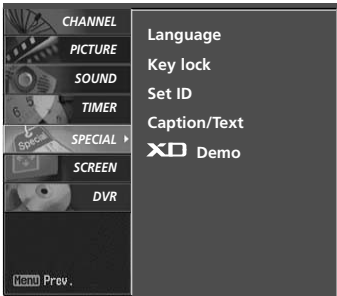 CHANNEL
PICTURE
SOUND
TIMER
SPECIAL
SCREEN
DVR
Menu Prev.
Language
Key lock
Set ID
Caption/Text
XD Demo